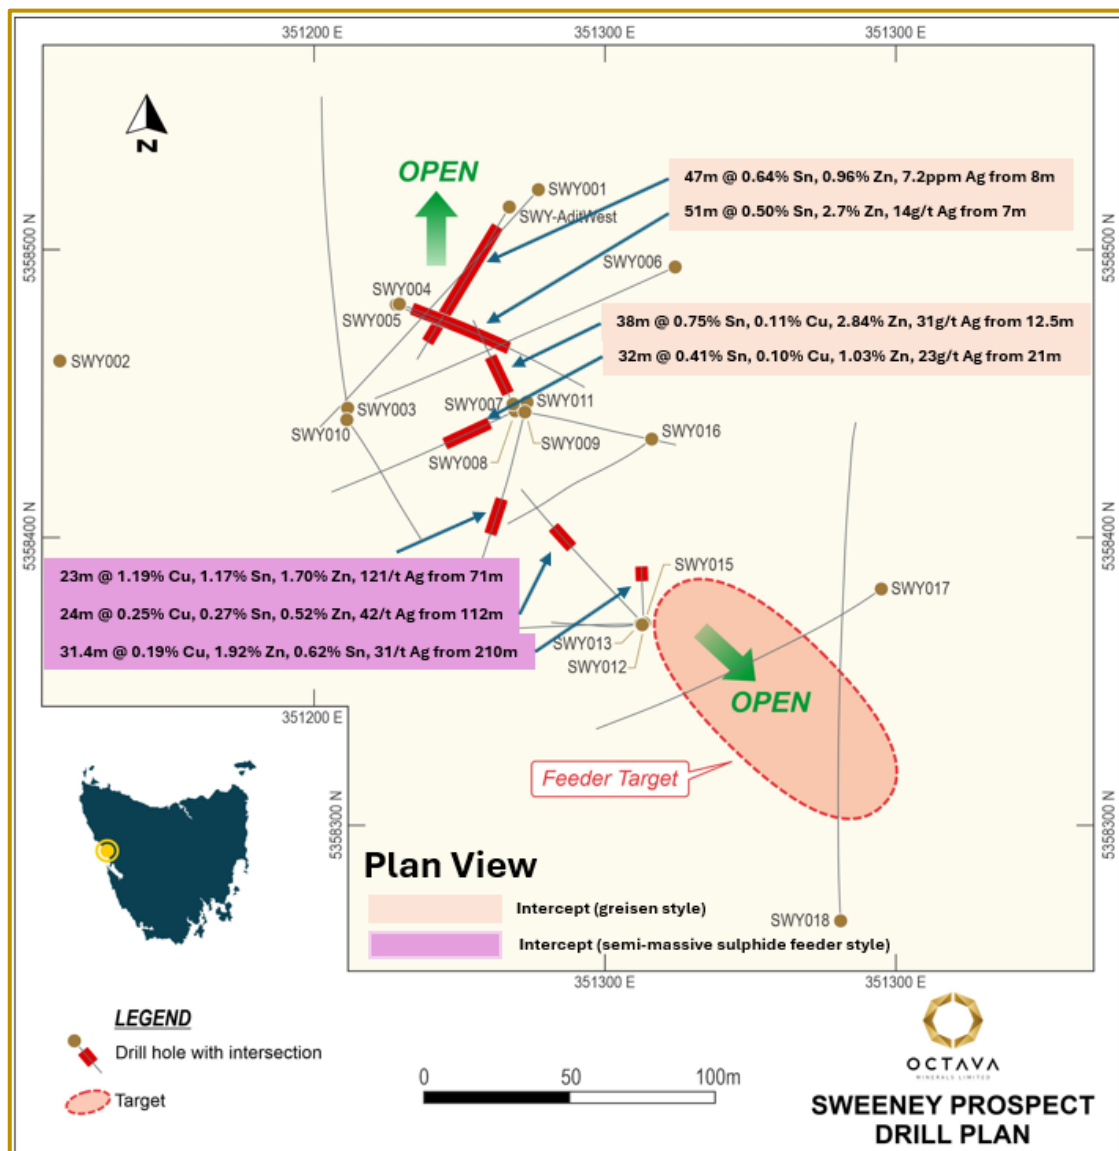 351200 E
351300 E
351300 E
N
OPEN
SWY001
SWY-AditWest
47m @ 0.64% Sn, 0.96% Zn, 7.2ppm Ag from 8m
51m @ 0.50% Sn, 2.7% Zn, 14g/t Ag from 7m
5358500 N
5358500 N
SWY006
SWY004
SWY005
38m @ 0.75% Sn, 0.11% Cu, 2.84% Zn, 31g/t Ag from 12.5m
32m @ 0.41% Sn, 0.10% Cu, 1.03% Zn, 23g/t Ag from 21m
SWY002
SWY003
SWY010
SWY007
SWY011
SWY009
SWY008
SWY016
5358400 N
5358400 N
23m @ 1.19% Cu, 1.17% Sn, 1.70% Zn, 121/t Ag from 71m
24m @ 0.25% Cu, 0.27% Sn, 0.52% Zn, 42/t Ag from 112m
31.4m @ 0.19% Cu, 1.92% Zn, 0.62% Sn, 31/t Ag from 210m
SWY015
SWY017
SWY013
SWY012
OPEN
351200 E
Feeder Target
5358300 N
5358300 N
Plan View
Intercept (greisen style)
Intercept (semi-massive sulphide feeder style)
SWY018
351300 E
351300 E
LEGEND
Drill hole with intersection
Target
0 50 100m
OCTAVA
MINERALS LIMITED
SWEENEY PROSPECT
DRILL PLAN